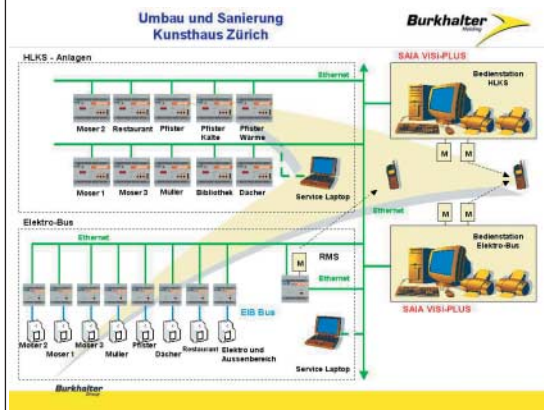 Umbau und Sanierung
Kunsthaus Zürich
Burkhalter
Holding
HLKS - Anlagen
Ethernet
SAIA VISI-PLUS
Bedienstation
HLKS
Moser 2 Restaurant Pfister Pfister Kälte Pfister Wärme
M M
Moser 1 Moser 3 Müller Bibliothek Dächer
Service Laptop
Ethernet
M M
Elektro-Bus
Ethernet
M
RMS
Bedienstation
Elektro-Bus
Ethernet
EIB Bus
SAIA VISI-PLUS
Moser 2 Moser 1 Moser 3 Müller Pfister Dächer Restaurant Elektro und Aussenbereich
Service Laptop
Burkhalter
Group